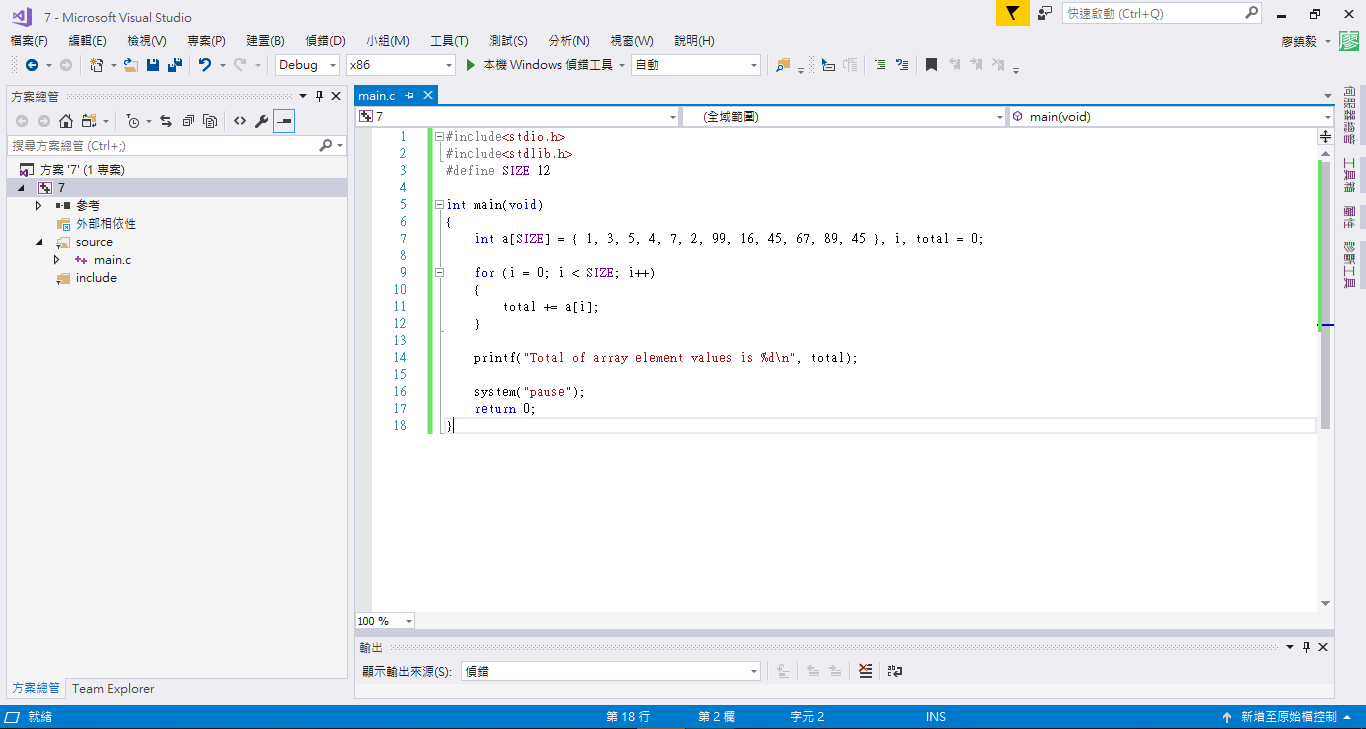 7 - Microsoft Visual Studio
快速啟動 (Ctrl+Q)
檔案(F) 編輯(E) 檢視(V) 專案(P) 建置(B) 偵錯(D) 小組(M) 工具(T) 測試(S) 分析(N) 視窗(W) 說明(H)
廖鎮毅 廖
Debug x86 本機 Windows 偵錯工具 自動
方案總管
搜尋方案總管 (Ctrl+;)
方案 '7' (1 專案)
7
參考
外部相依性
source
main.c
include
方案總管 Team Explorer
main.c
7 (全域範圍) main(void)
1 #include<stdio.h>
2 #include<stdlib.h>
3 #define SIZE 12
4
5 int main(void)
6 {
7 int a[SIZE] = { 1, 3, 5, 4, 7, 2, 99, 16, 45, 67, 89, 45 }, i, total = 0;
8
9 for (i = 0; i < SIZE; i++)
10 {
11 total += a[i];
12 }
13
14 printf("Total of array element values is %d\n", total);
15
16 system("pause");
17 return 0;
18 }
100 %
輸出
顯示輸出來源(S): 偵錯
伺服器總管
工具箱
屬性
診斷工具
就緒 第 18 行 第 2 欄 字元 2 INS 新增至原始檔控制